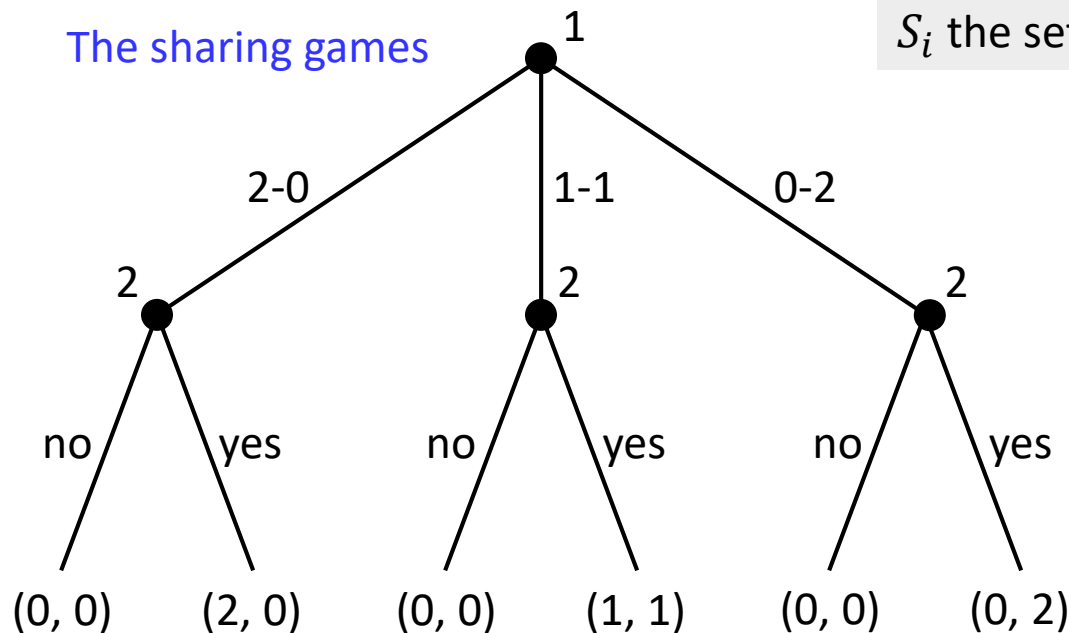 The sharing games
1
S_i the set
2-0 1-1 0-2
2 2 2
no yes no yes no yes
(0, 0) (2, 0) (0, 0) (1, 1) (0, 0) (0, 2)